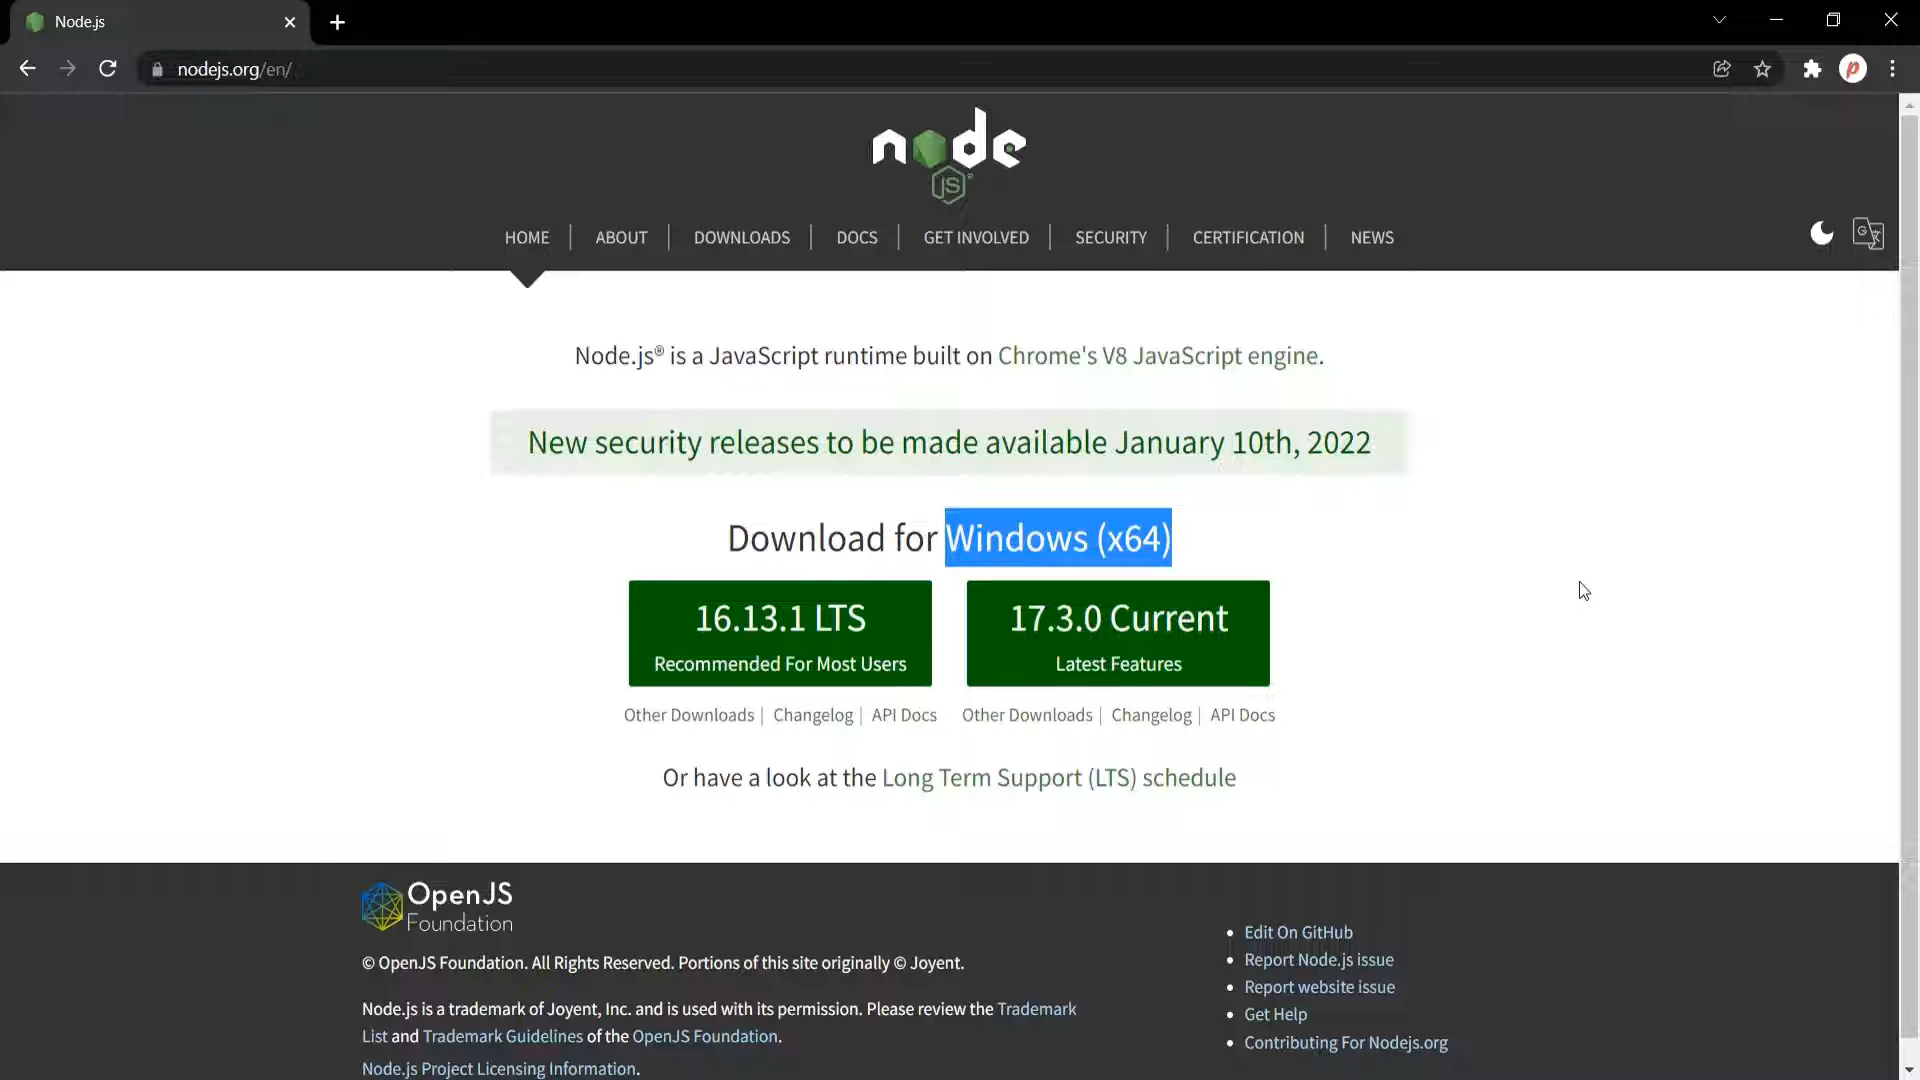 Node.js
nodejs.org/en/
node
JS
HOME | ABOUT | DOWNLOADS | DOCS | GET INVOLVED | SECURITY | CERTIFICATION | NEWS
Node.js® is a JavaScript runtime built on Chrome's V8 JavaScript engine.
New security releases to be made available January 10th, 2022
Download for Windows (x64)
16.13.1 LTS
Recommended For Most Users
17.3.0 Current
Latest Features
Other Downloads | Changelog | API Docs
Other Downloads | Changelog | API Docs
Or have a look at the Long Term Support (LTS) schedule
OpenJS
Foundation
© OpenJS Foundation. All Rights Reserved. Portions of this site originally © Joyent.
Node.js is a trademark of Joyent, Inc. and is used with its permission. Please review the Trademark
List and Trademark Guidelines of the OpenJS Foundation.
Node.js Project Licensing Information.
Edit On GitHub
Report Node.js issue
Report website issue
Get Help
Contributing For Nodejs.org